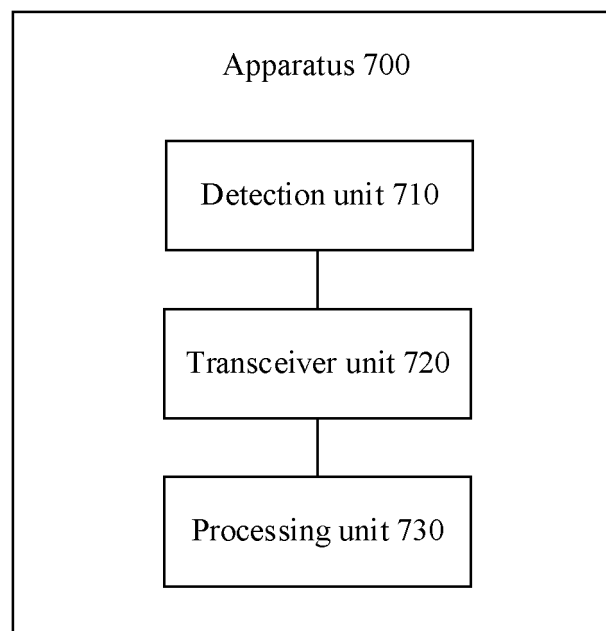 Apparatus 700
Detection unit 710
Transceiver unit 720
Processing unit 730